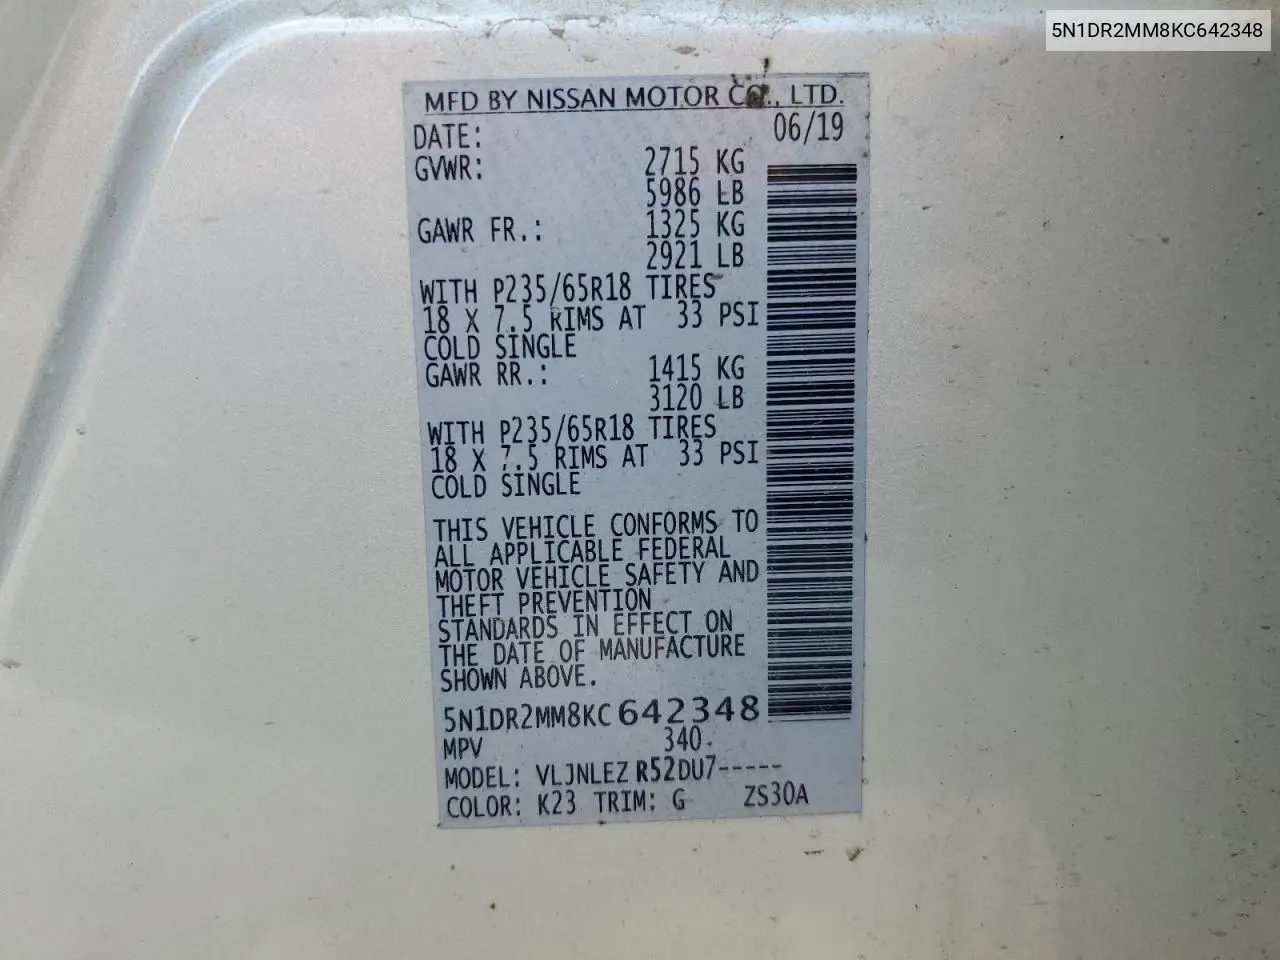 5N1DR2MM8KC642348
MFD BY NISSAN MOTOR CO., LTD.
DATE: 06/19
GVWR: 2715 KG
5986 LB
GAWR FR.: 1325 KG
2921 LB
WITH P235/65R18 TIRES
18 X 7.5 RIMS AT 33 PSI
COLD SINGLE
GAWR RR.: 1415 KG
3120 LB
WITH P235/65R18 TIRES
18 X 7.5 RIMS AT 33 PSI
COLD SINGLE
THIS VEHICLE CONFORMS TO
ALL APPLICABLE FEDERAL
MOTOR VEHICLE SAFETY AND
THEFT PREVENTION
STANDARDS IN EFFECT ON
THE DATE OF MANUFACTURE
SHOWN ABOVE.
5N1DR2MM8KC642348
MPV 340
MODEL: VLJNLEZ R52DU7-----
COLOR: K23 TRIM: G ZS30A